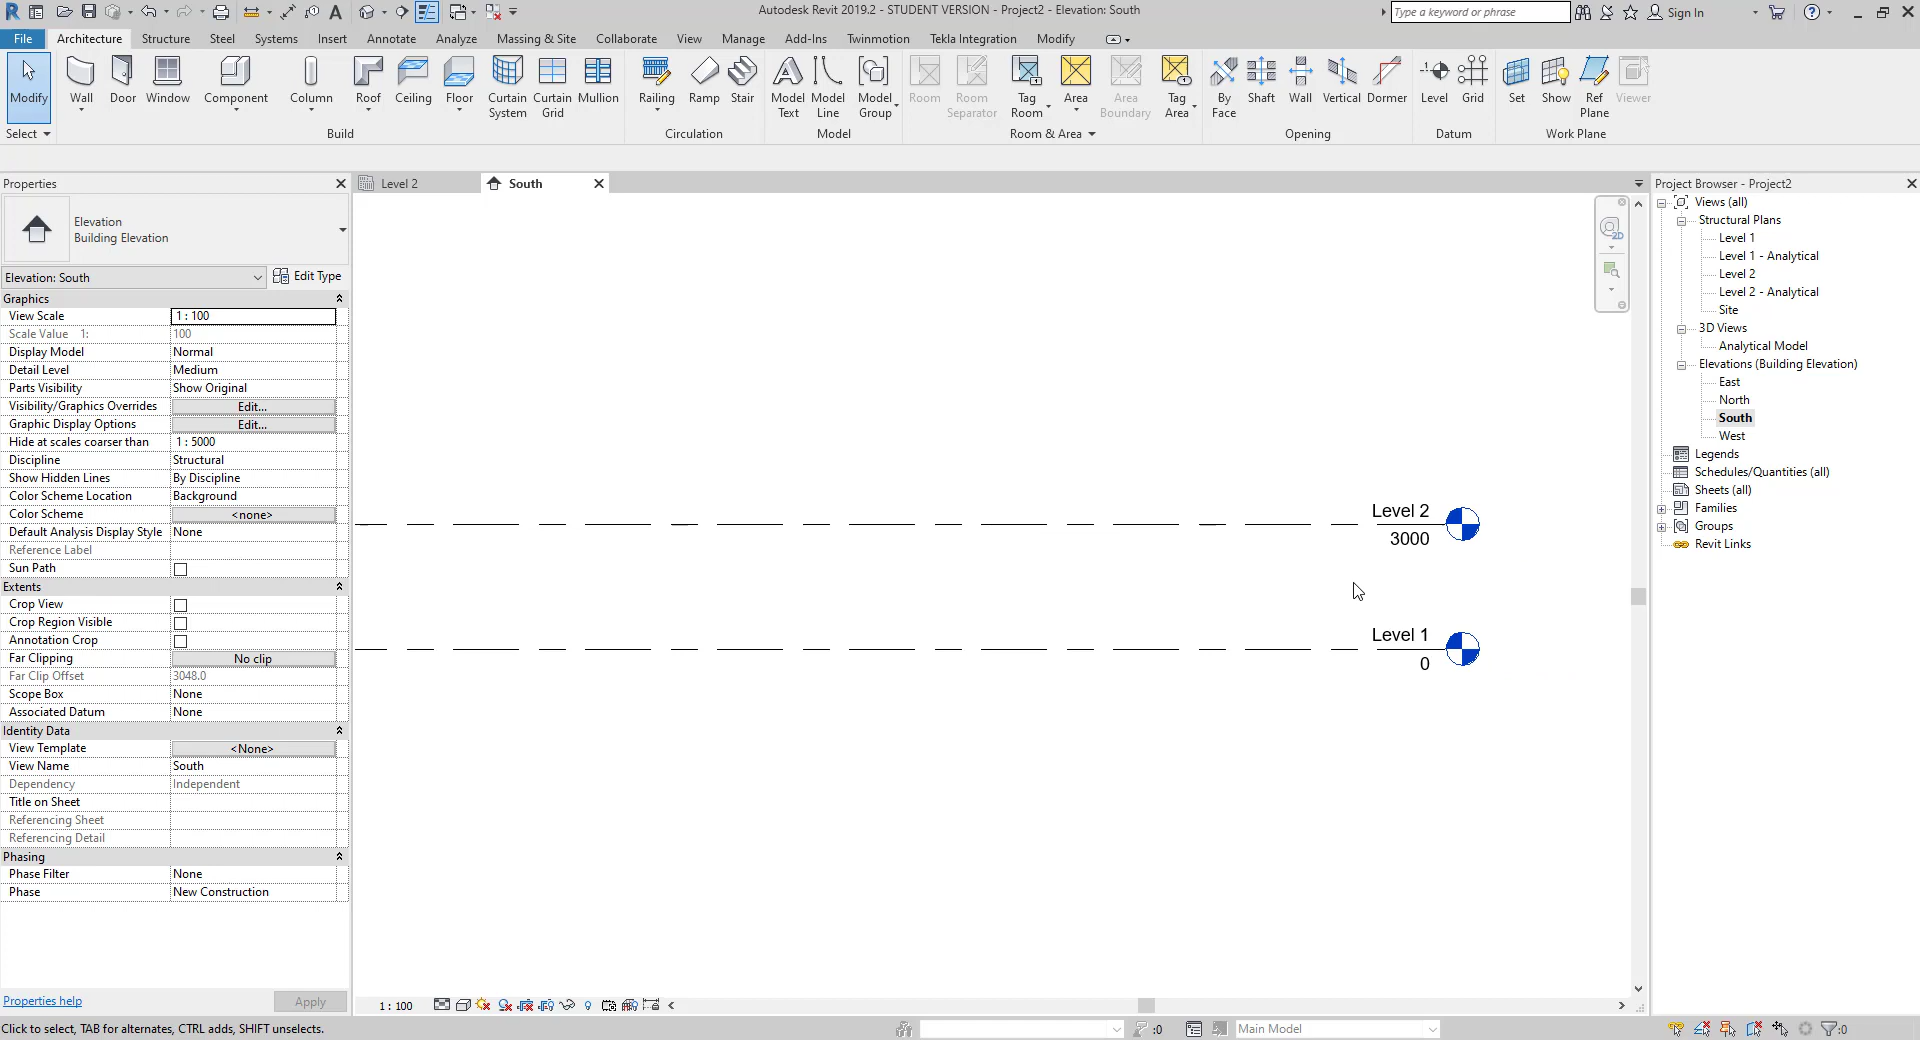 Autodesk Revit 2019.2 - STUDENT VERSION - Project2 - Elevation: South
Type a keyword or phrase
Sign In
File Architecture Structure Steel Systems Insert Annotate Analyze Massing & Site Collaborate View Manage Add-Ins Twinmotion Tekla Integration Modify
Modify Wall Door Window Component Column Roof Ceiling Floor Curtain System Curtain Grid Mullion Railing Ramp Stair Model Text Model Line Model Group Room Room Separator Tag Room Area Area Boundary Tag Area By Face Shaft Wall Vertical Dormer Level Grid Set Show Ref Plane Viewer
Select Build Circulation Model Room & Area Opening Datum Work Plane
Properties
Level 2
South
Project Browser - Project2
Elevation
Building Elevation
Elevation: South
Edit Type
Graphics
View Scale 1 : 100
Scale Value 1: 100
Display Model Normal
Detail Level Medium
Parts Visibility Show Original
Visibility/Graphics Overrides Edit...
Graphic Display Options Edit...
Hide at scales coarser than 1 : 5000
Discipline Structural
Show Hidden Lines By Discipline
Color Scheme Location Background
Color Scheme <none>
Default Analysis Display Style None
Reference Label
Sun Path
Extents
Crop View
Crop Region Visible
Annotation Crop
Far Clipping No clip
Far Clip Offset 3048.0
Scope Box None
Associated Datum None
Identity Data
View Template <None>
View Name South
Dependency Independent
Title on Sheet
Referencing Sheet
Referencing Detail
Phasing
Phase Filter None
Phase New Construction
Properties help
Apply
2D
Level 2
3000
Level 1
0
Views (all)
Structural Plans
Level 1
Level 1 - Analytical
Level 2
Level 2 - Analytical
Site
3D Views
Analytical Model
Elevations (Building Elevation)
East
North
South
West
Legends
Schedules/Quantities (all)
Sheets (all)
Families
Groups
Revit Links
1 : 100
Click to select, TAB for alternates, CTRL adds, SHIFT unselects.
:0
Main Model
:0